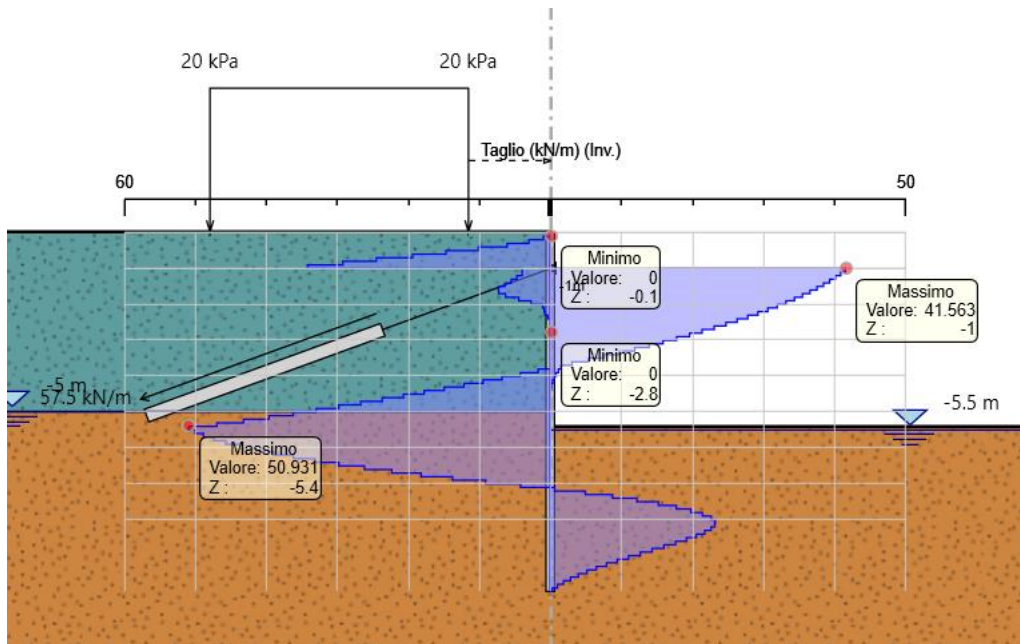 20 kPa
20 kPa
Taglio (kN/m) (Inv.)
60
50
Minimo
Valore: 0
Z : -0.1
-1m
Massimo
Valore: 41.563
Z : -1
Minimo
Valore: 0
Z : -2.8
-5 m
57.5 kN/m
-5.5 m
Massimo
Valore: 50.931
Z : -5.4